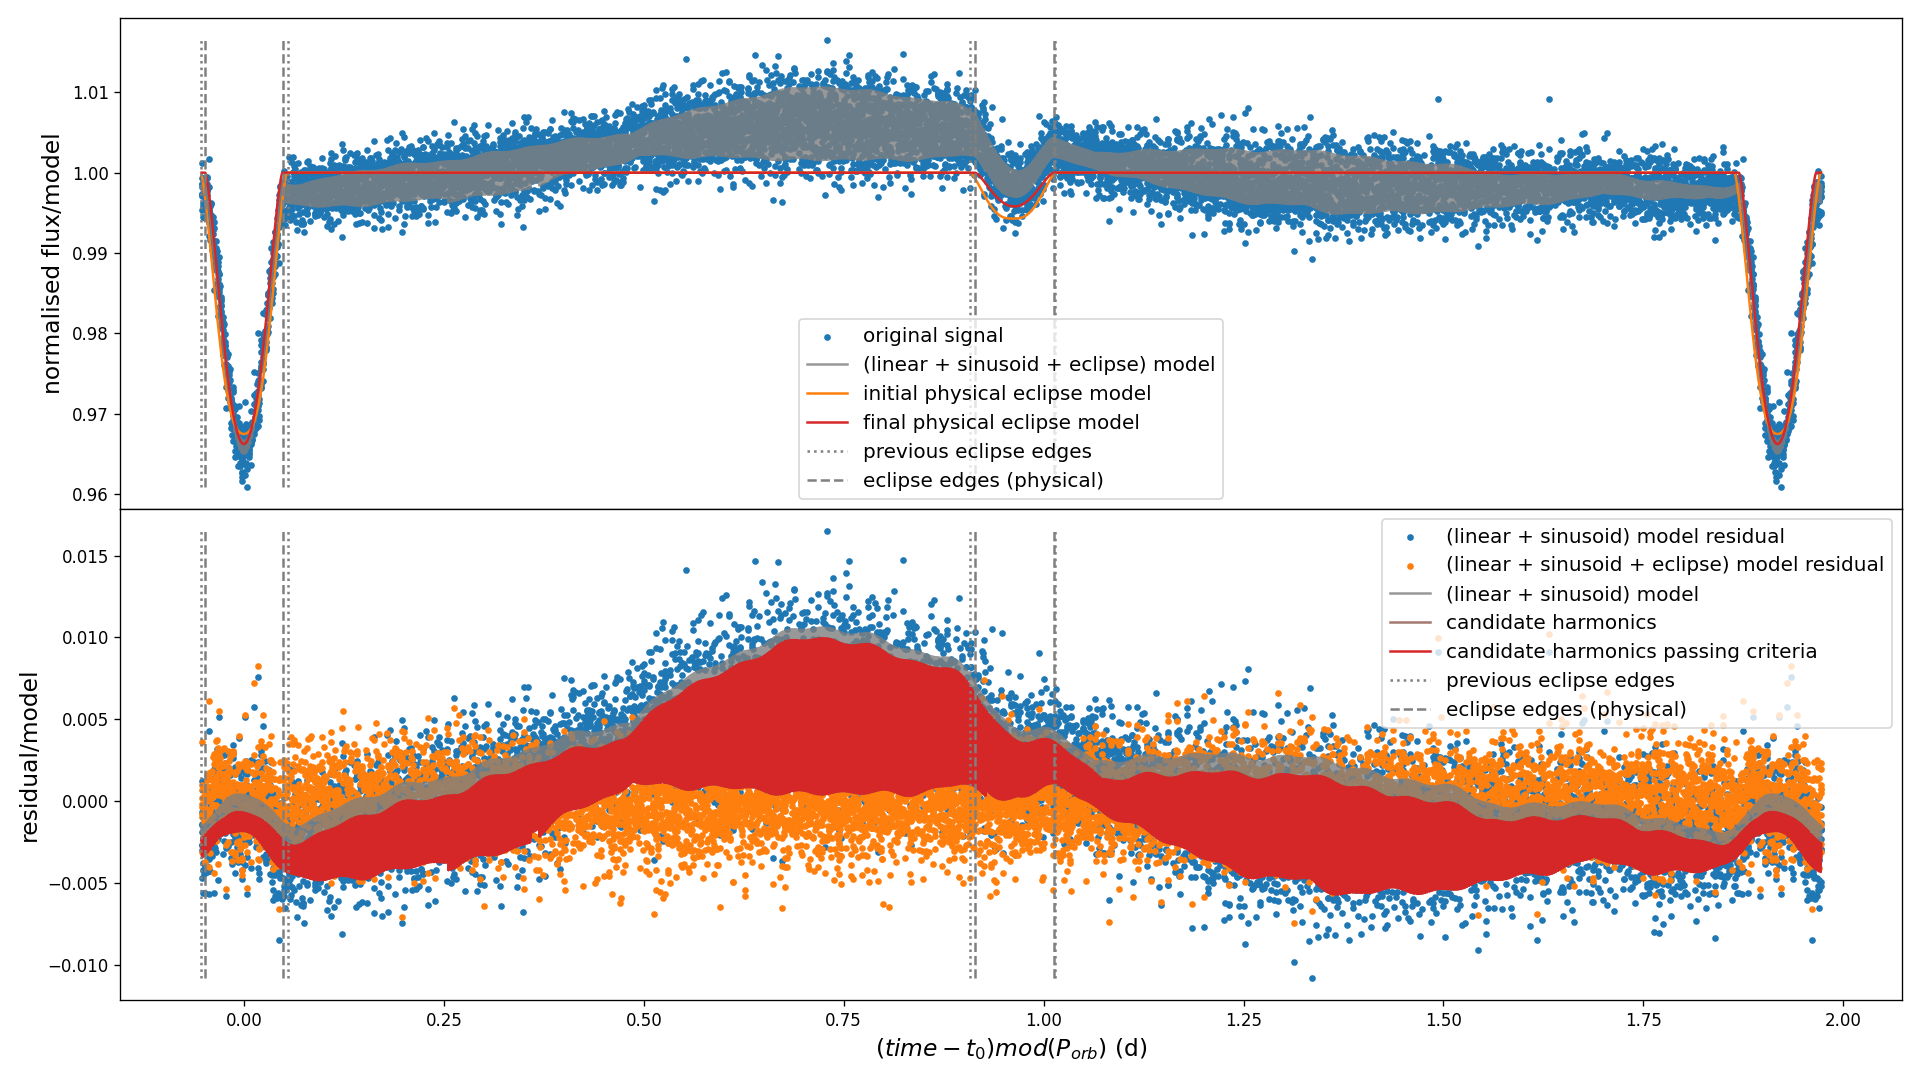 normalised flux/model
1.01
1.00
0.99
0.98
0.97
0.96
original signal
(linear + sinusoid + eclipse) model
initial physical eclipse model
final physical eclipse model
previous eclipse edges
eclipse edges (physical)
residual/model
0.015
0.010
0.005
0.000
−0.005
−0.010
(linear + sinusoid) model residual
(linear + sinusoid + eclipse) model residual
(linear + sinusoid) model
candidate harmonics
candidate harmonics passing criteria
previous eclipse edges
eclipse edges (physical)
0.00 0.25 0.50 0.75 1.00 1.25 1.50 1.75 2.00
(time − t₀)mod(P_orb) (d)